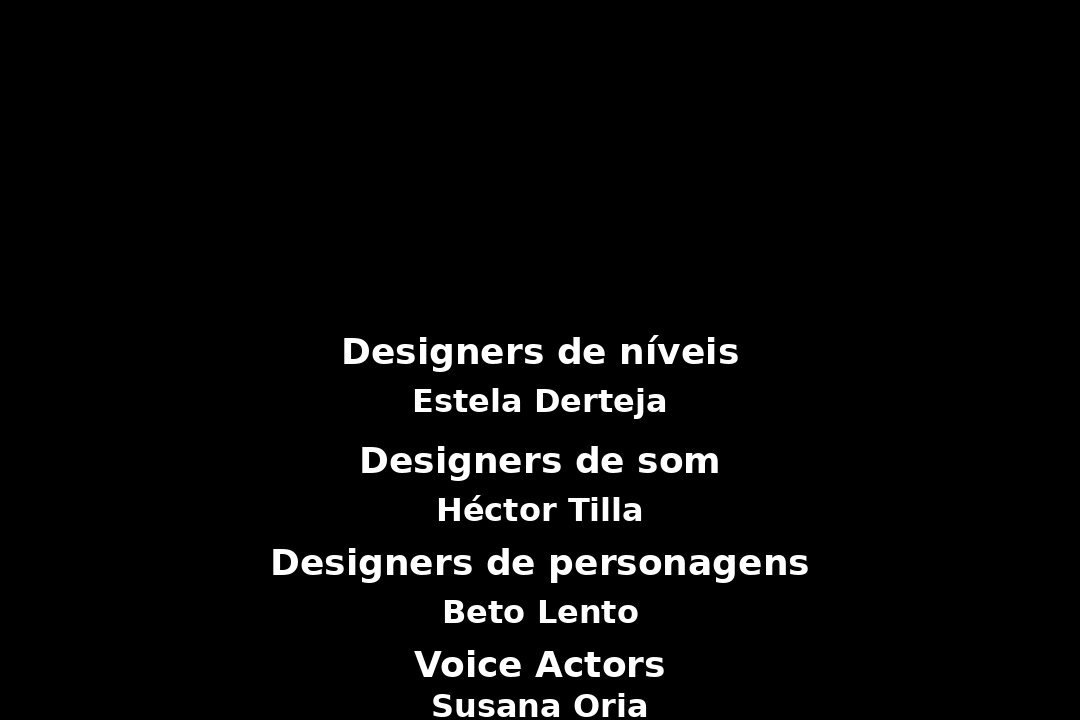 Designers de níveis
Estela Derteja
Designers de som
Héctor Tilla
Designers de personagens
Beto Lento
Voice Actors
Susana Oria